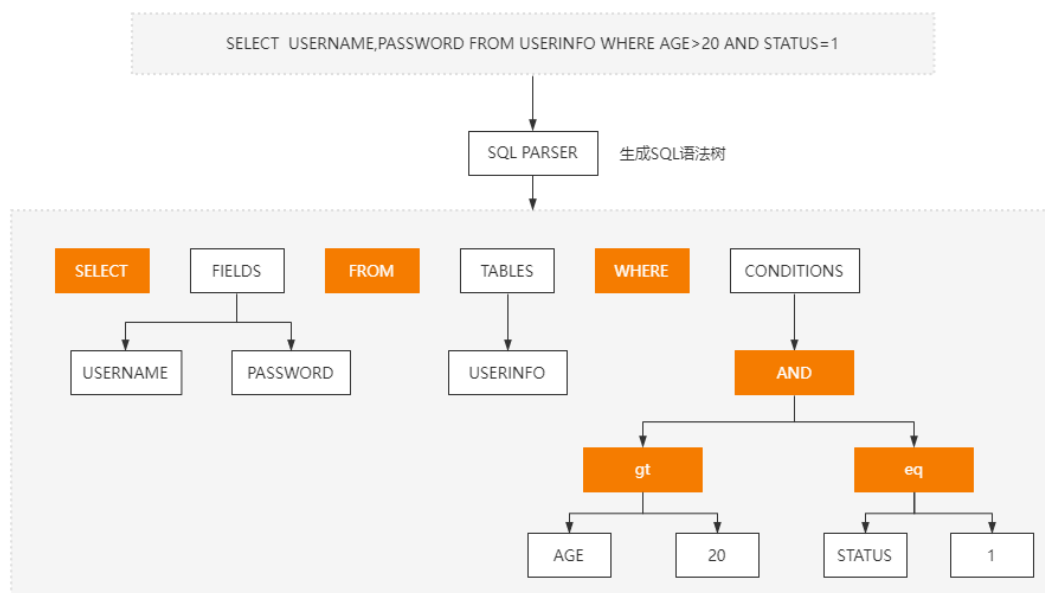 SELECT  USERNAME,PASSWORD FROM USERINFO WHERE AGE>20 AND STATUS=1
SQL PARSER 生成SQL语法树
SELECT FIELDS FROM TABLES WHERE CONDITIONS
USERNAME PASSWORD USERINFO AND
gt eq
AGE 20 STATUS 1